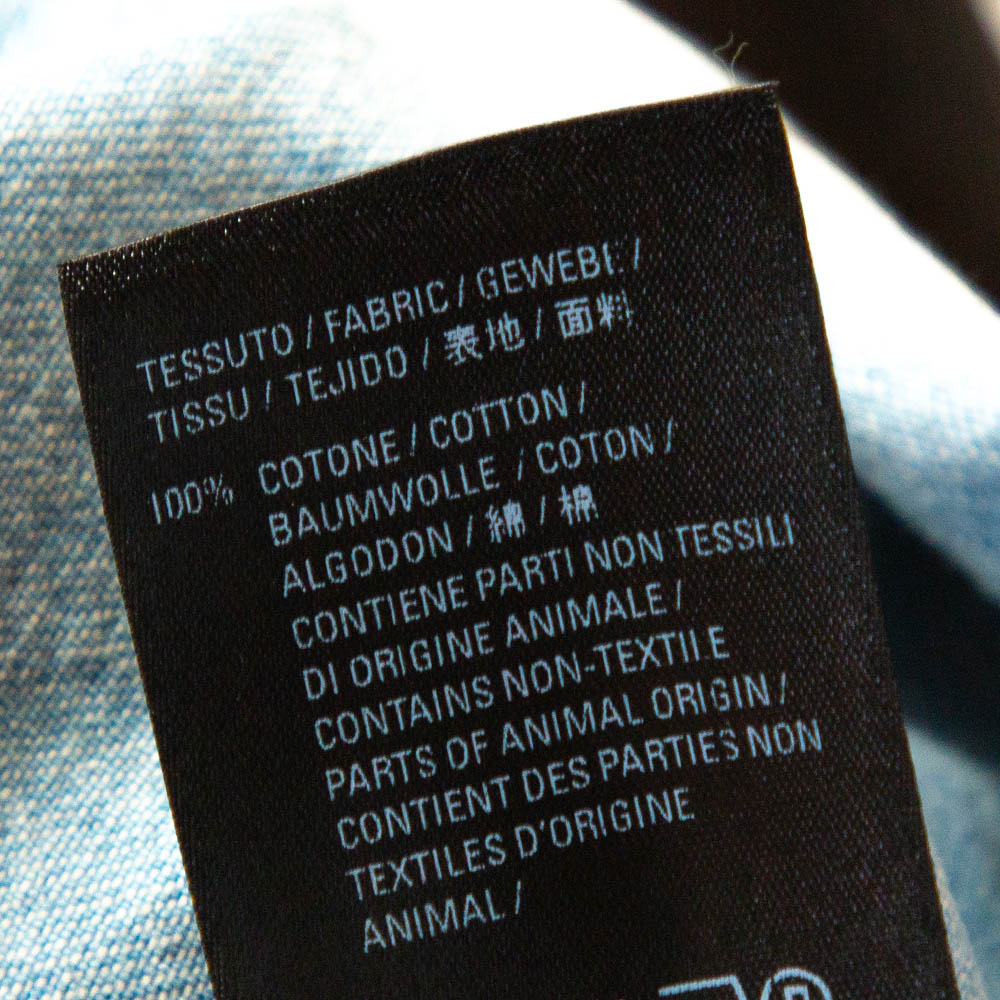 TESSUTO / FABRIC / GEWEBE /
TISSU / TEJIDO / 表地 / 面料
100% COTONE / COTTON /
BAUMWOLLE / COTON /
ALGODON / 綿 / 棉
CONTIENE PARTI NON TESSILI
DI ORIGINE ANIMALE /
CONTAINS NON-TEXTILE
PARTS OF ANIMAL ORIGIN /
CONTIENT DES PARTIES NON
TEXTILES D'ORIGINE
ANIMAL /